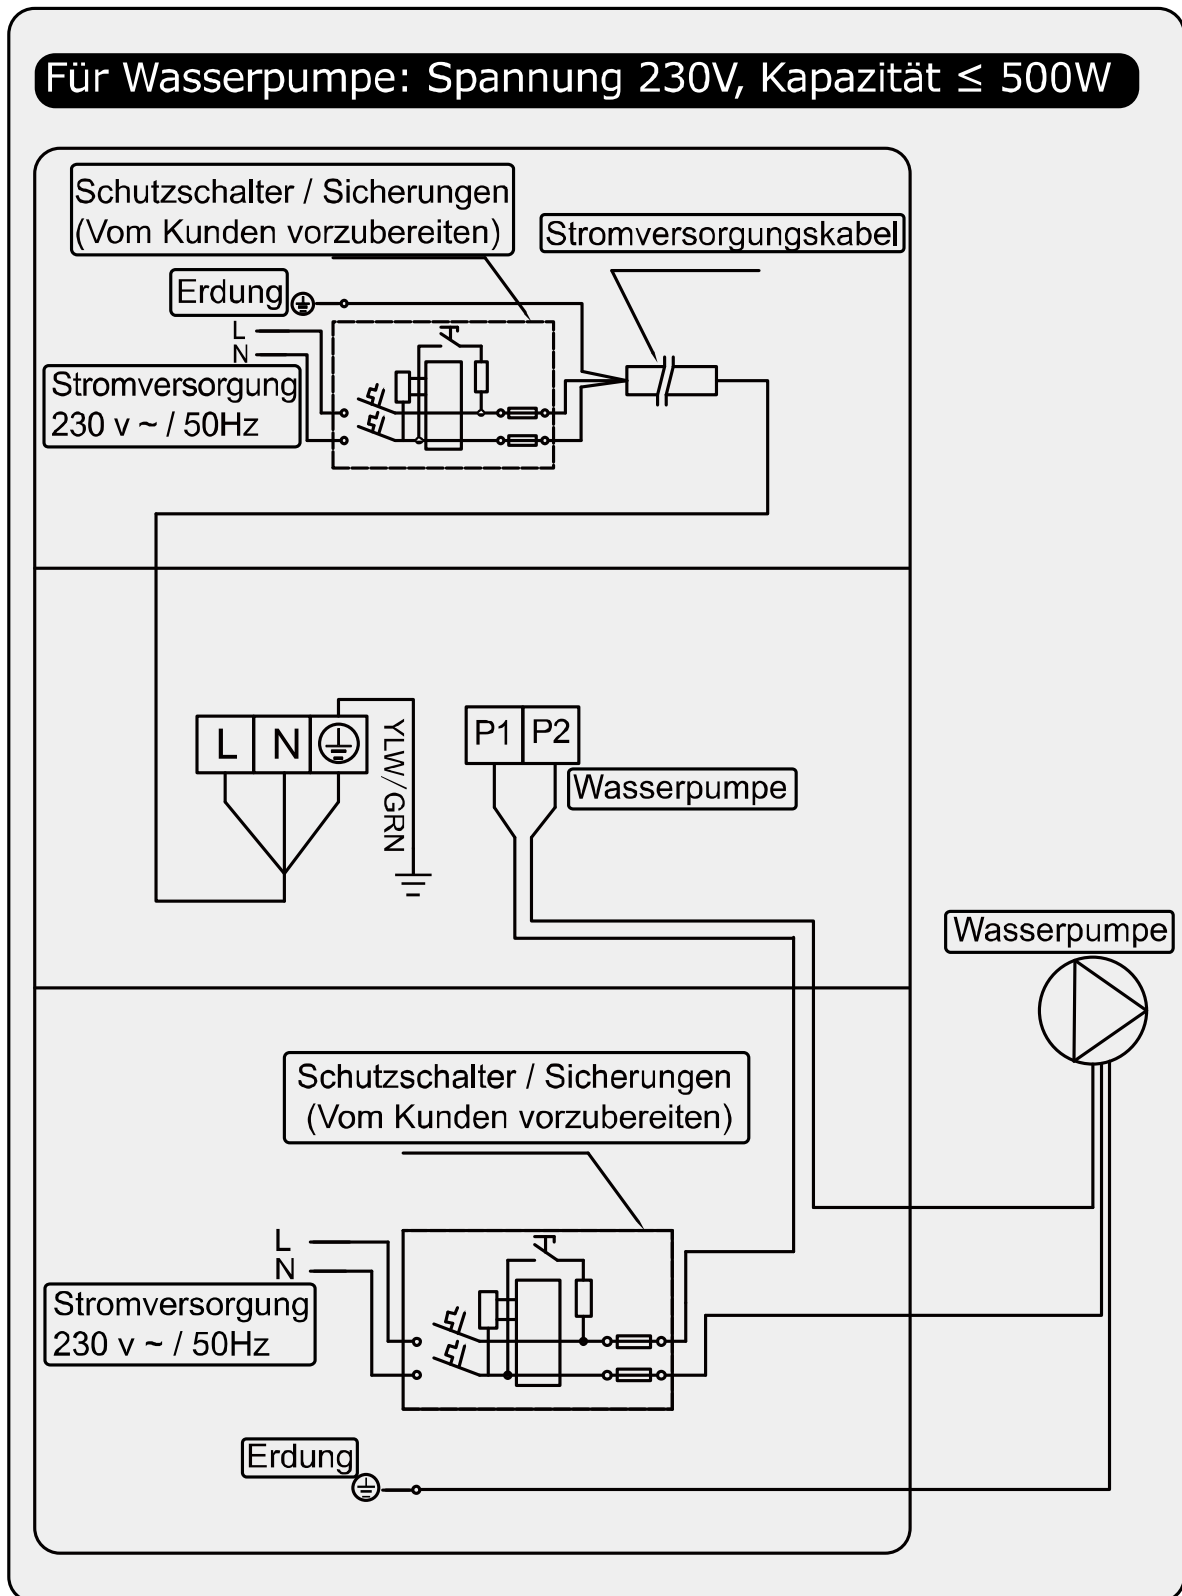 Für Wasserpumpe: Spannung 230V, Kapazität ≤ 500W
Schutzschalter / Sicherungen
(Vom Kunden vorzubereiten)
Stromversorgungskabel
Erdung
L
N
Stromversorgung
230 v ~ / 50Hz
L N
YLW/GRN
P1 P2
Wasserpumpe
Wasserpumpe
Schutzschalter / Sicherungen
(Vom Kunden vorzubereiten)
L
N
Stromversorgung
230 v ~ / 50Hz
Erdung